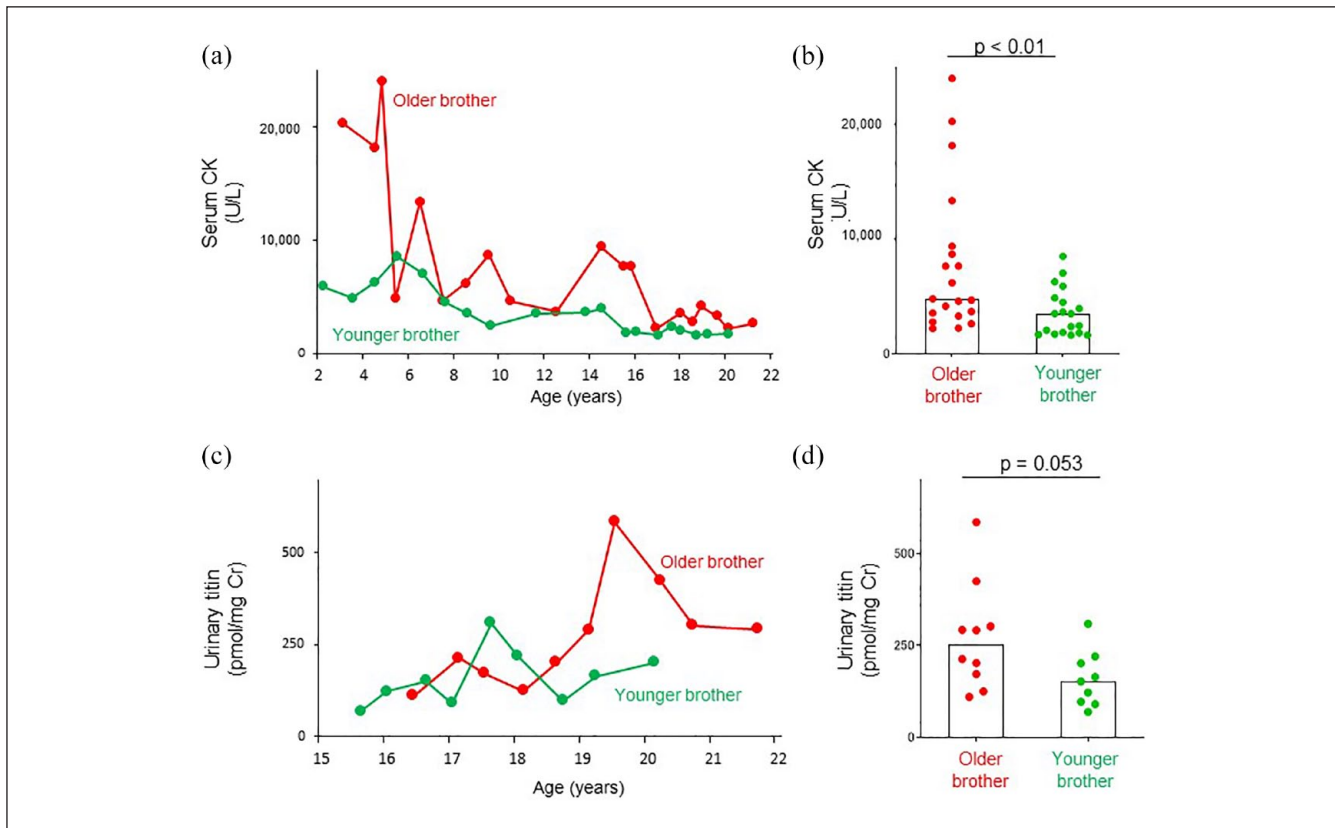 (a)
20,000
10,000
0
Serum CK
(U/L)
Older brother
Younger brother
2 4 6 8 10 12 14 16 18 20 22
Age (years)
(b)
p < 0.01
20,000
10,000
0
Serum CK
U/L)
Older
brother
Younger
brother
(c)
500
250
0
Urinary titin
(pmol/mg Cr)
Older brother
Younger brother
15 16 17 18 19 20 21 22
Age (years)
(d)
p = 0.053
500
250
0
Urinary titin
(pmol/mg Cr)
Older
brother
Younger
brother